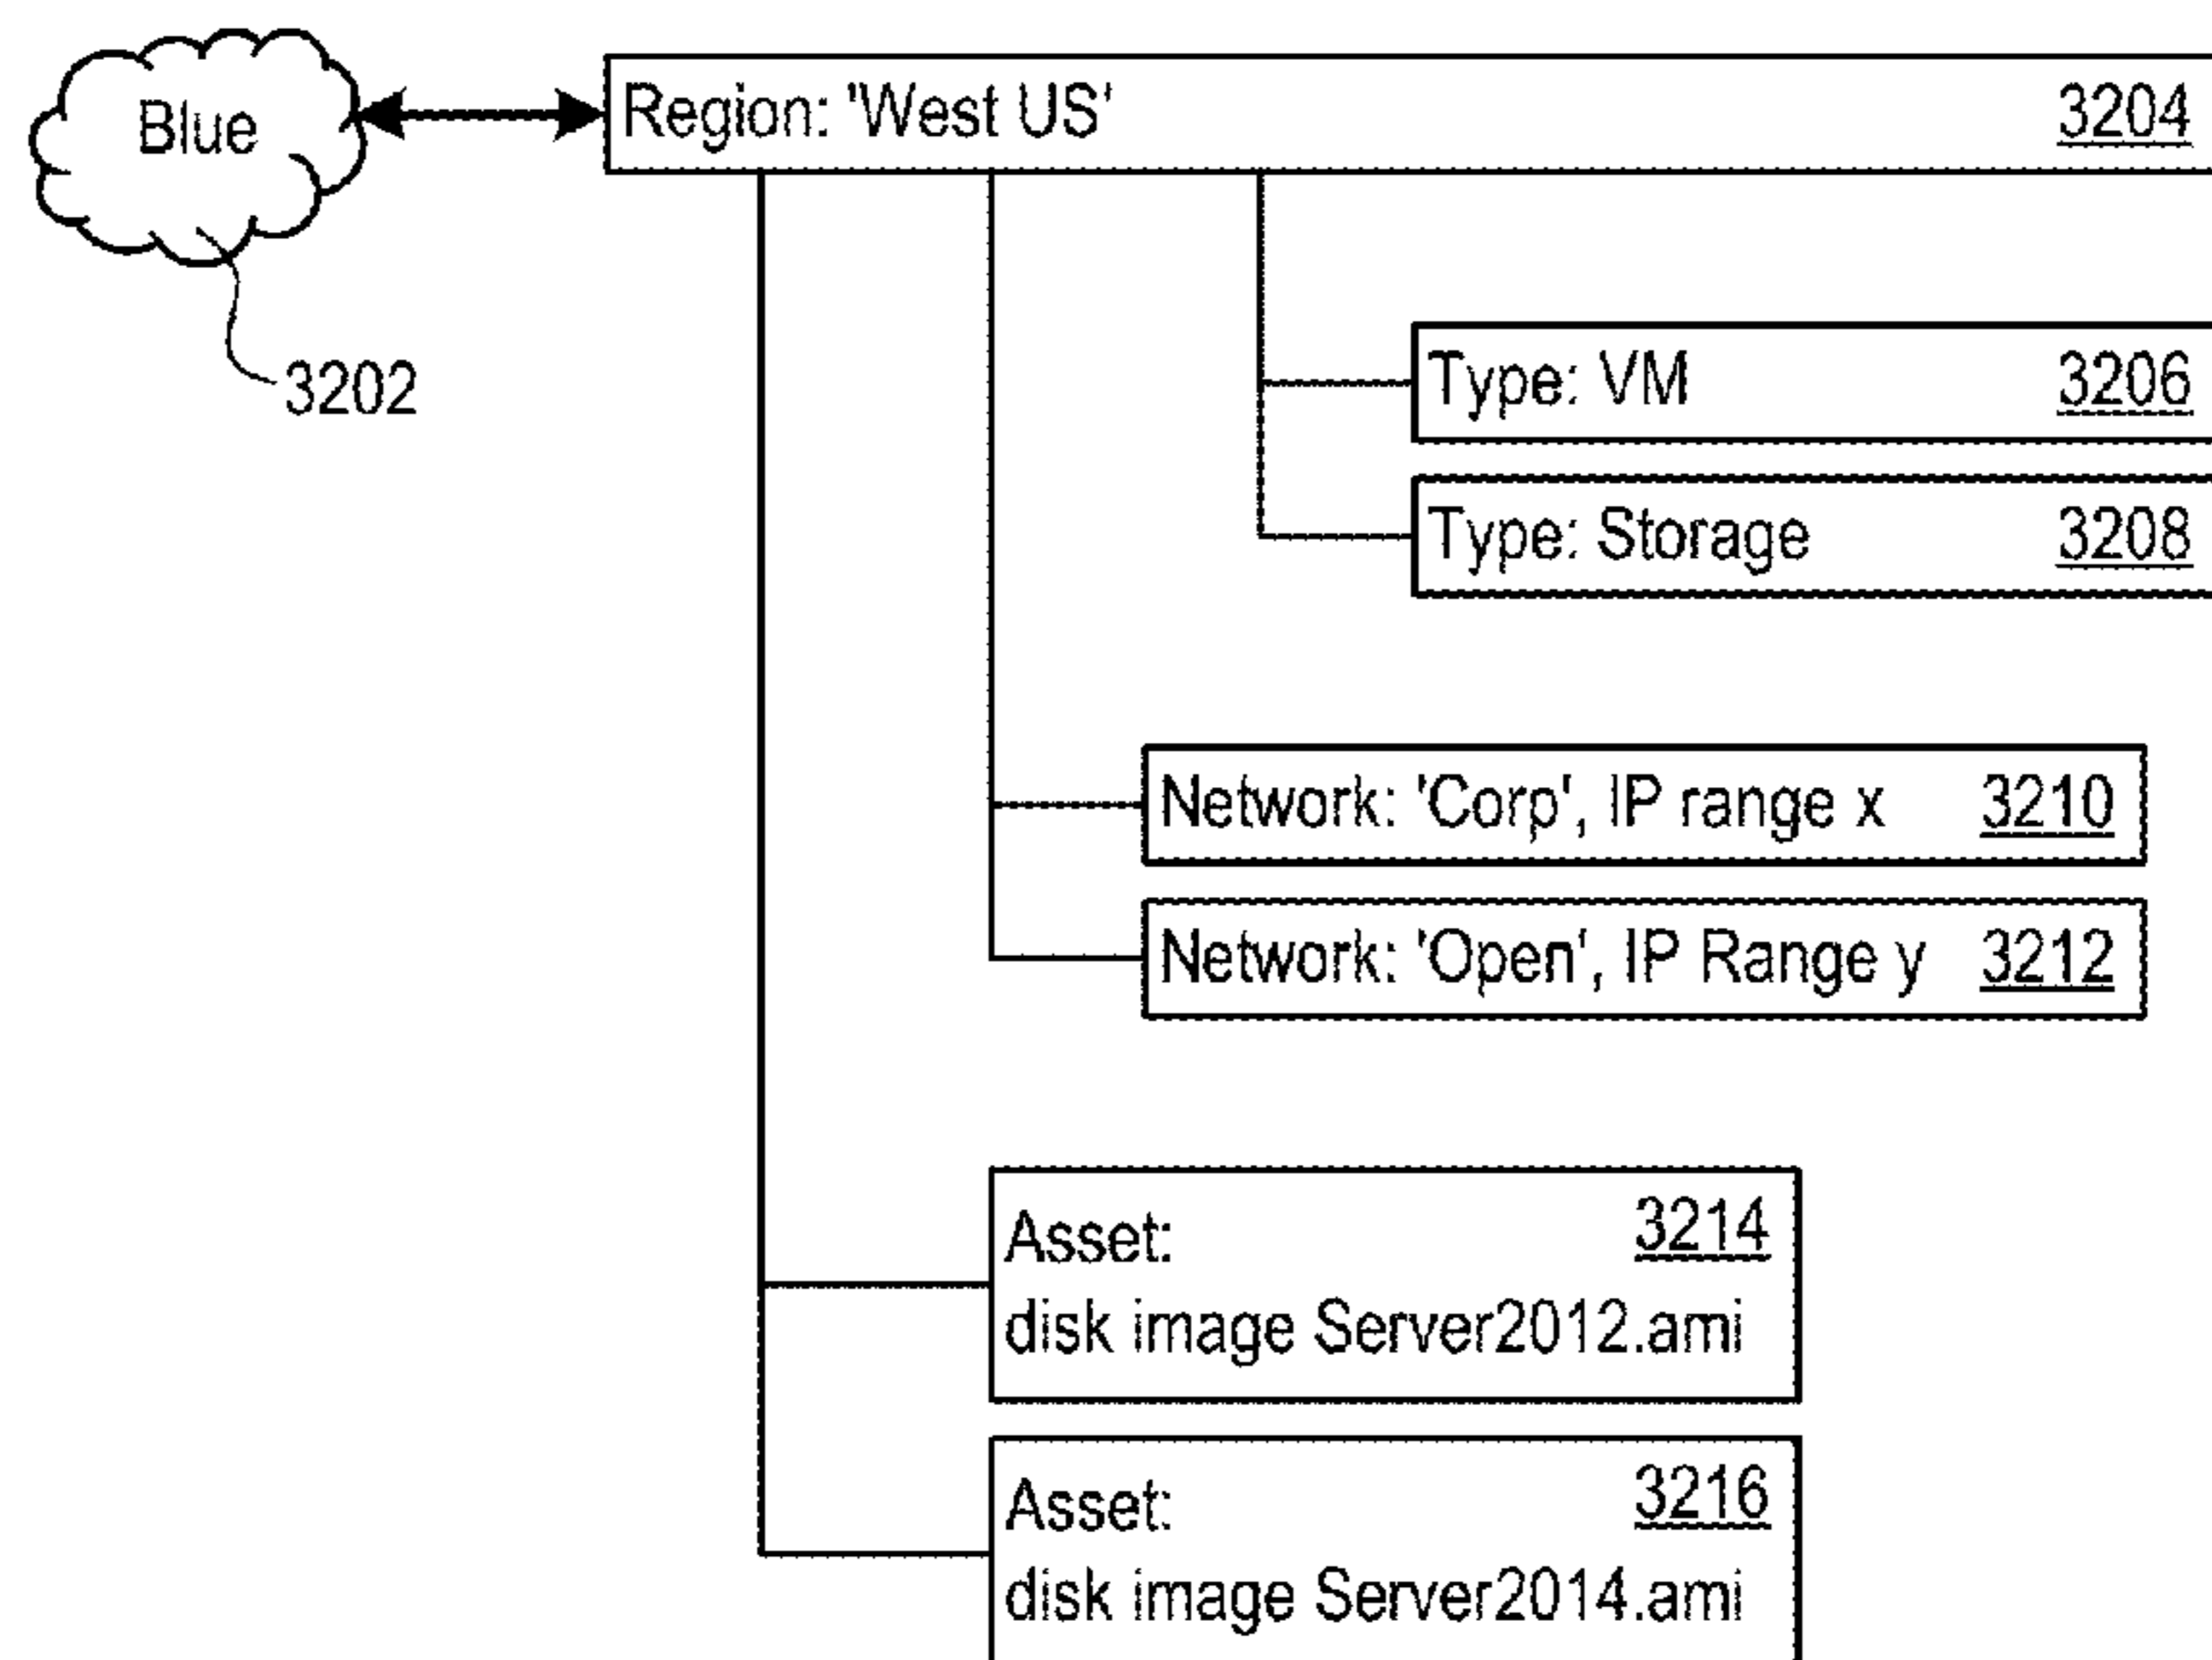 Blue
Region: 'West US' 3204
3202
Type: VM 3206
Type: Storage 3208
Network: 'Corp', IP range x 3210
Network: 'Open', IP Range y 3212
Asset: 3214
disk image Server2012.ami
Asset: 3216
disk image Server2014.ami